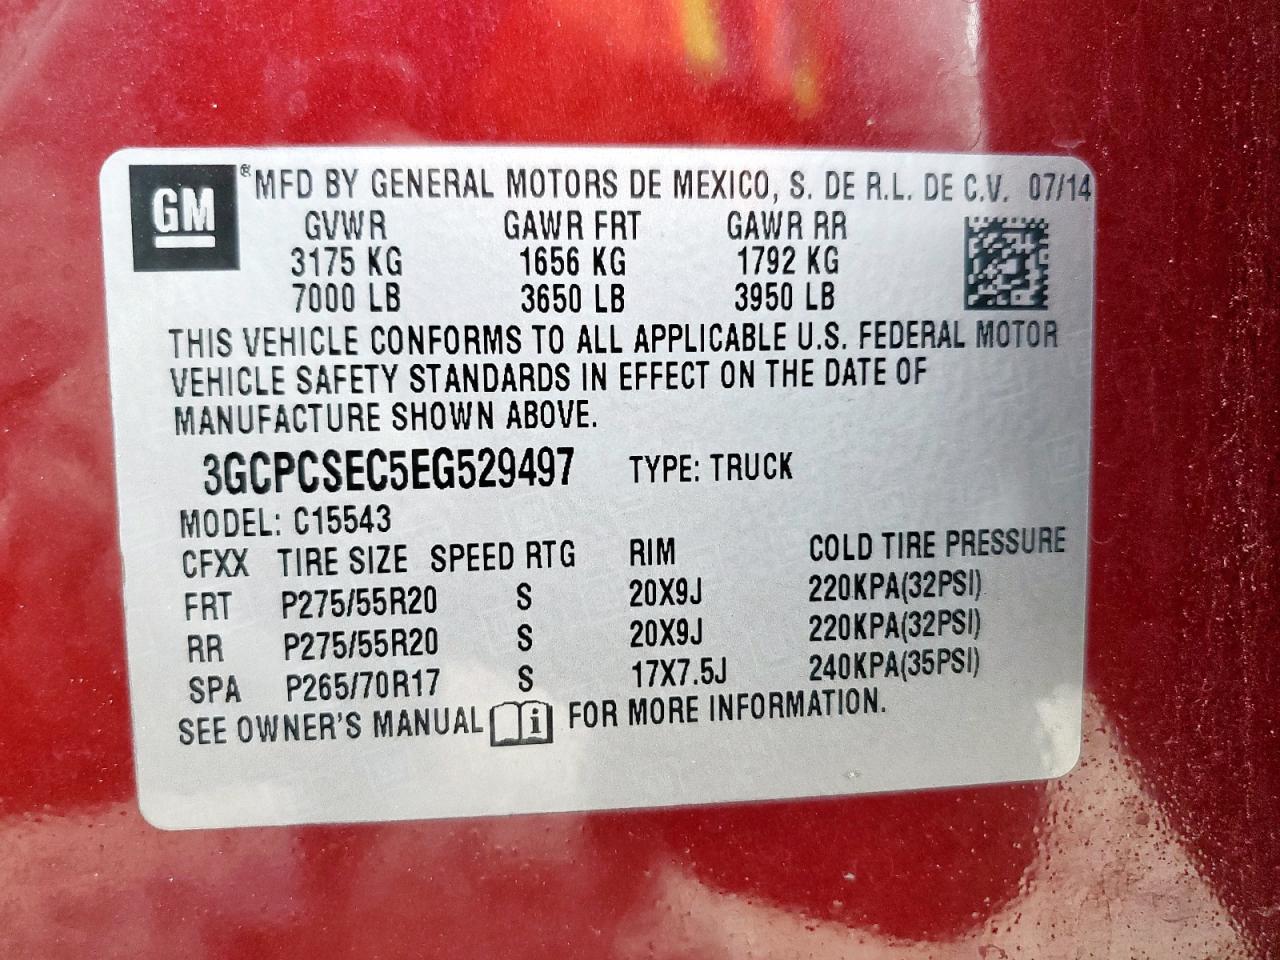 GM ® MFD BY GENERAL MOTORS DE MEXICO, S. DE R.L. DE C.V. 07/14
GVWR GAWR FRT GAWR RR
3175 KG 1656 KG 1792 KG
7000 LB 3650 LB 3950 LB
THIS VEHICLE CONFORMS TO ALL APPLICABLE U.S. FEDERAL MOTOR
VEHICLE SAFETY STANDARDS IN EFFECT ON THE DATE OF
MANUFACTURE SHOWN ABOVE.
3GCPCSEC5EG529497 TYPE: TRUCK
MODEL: C15543
CFXX TIRE SIZE SPEED RTG RIM COLD TIRE PRESSURE
FRT P275/55R20 S 20X9J 220KPA(32PSI)
RR P275/55R20 S 20X9J 220KPA(32PSI)
SPA P265/70R17 S 17X7.5J 240KPA(35PSI)
SEE OWNER'S MANUAL i FOR MORE INFORMATION.